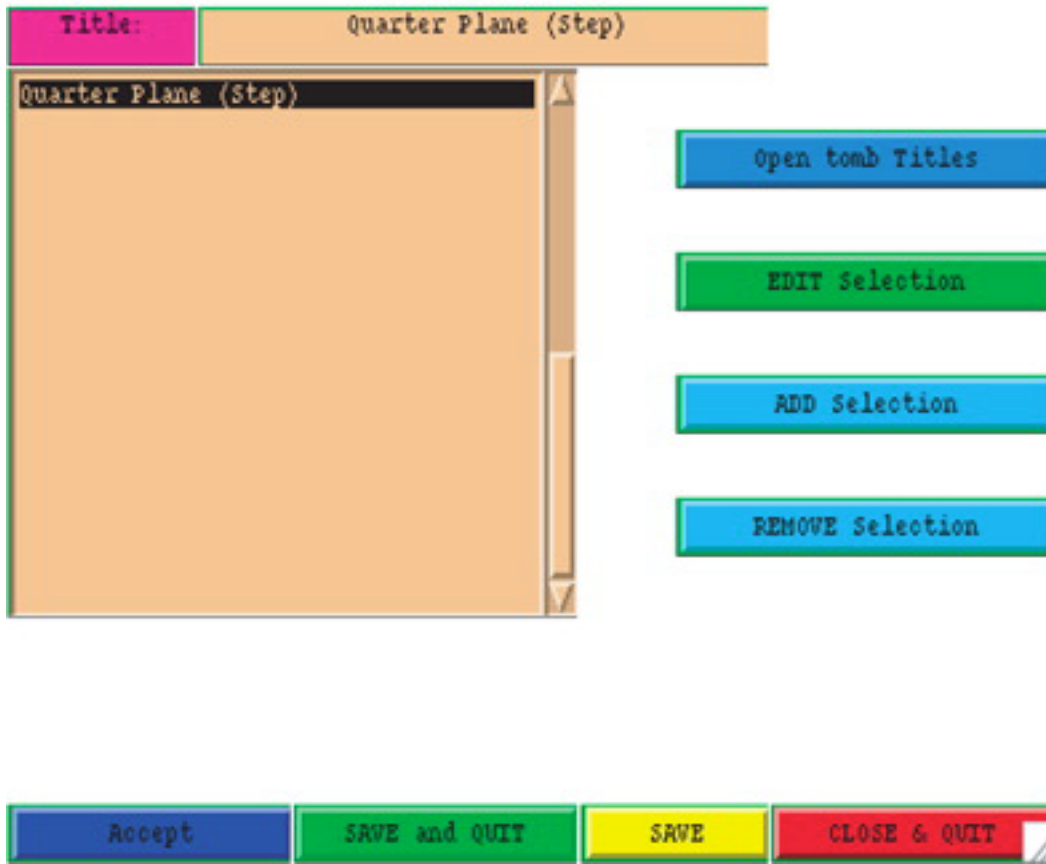 Title: Quarter Plane (Step)
Quarter Plane (Step)
Open tomb Titles
EDIT Selection
ADD Selection
REMOVE Selection
Accept SAVE and QUIT SAVE CLOSE & QUIT